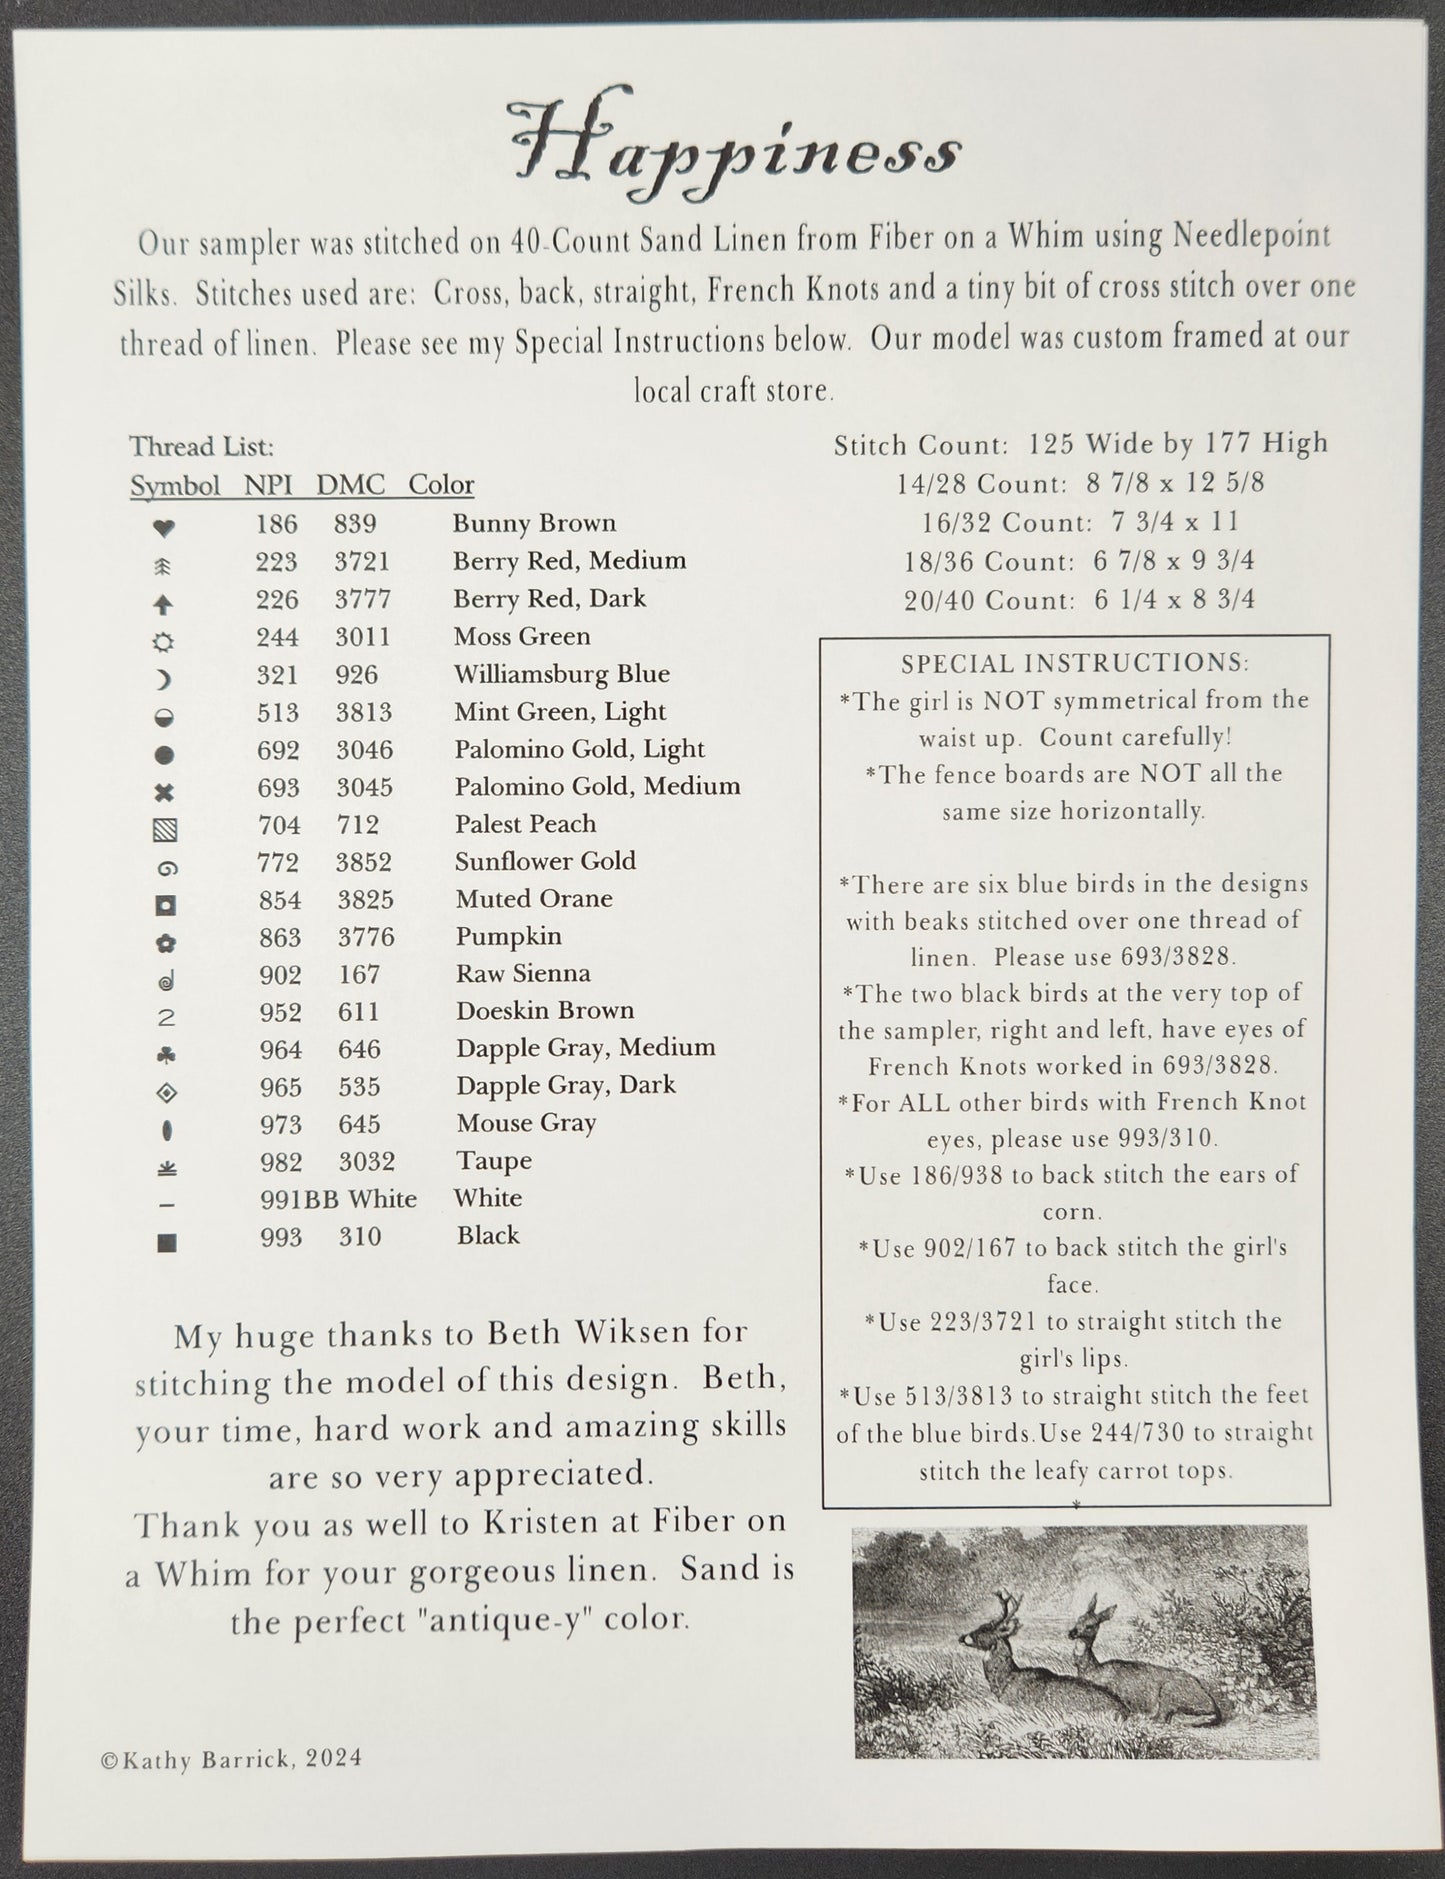 Happiness
Our sampler was stitched on 40-Count Sand Linen from Fiber on a Whim using Needlepoint
Silks. Stitches used are: Cross, back, straight, French Knots and a tiny bit of cross stitch over one
thread of linen. Please see my Special Instructions below. Our model was custom framed at our
local craft store.
Thread List:
Symbol NPI DMC Color
186 839 Bunny Brown
223 3721 Berry Red, Medium
226 3777 Berry Red, Dark
244 3011 Moss Green
321 926 Williamsburg Blue
513 3813 Mint Green, Light
692 3046 Palomino Gold, Light
693 3045 Palomino Gold, Medium
704 712 Palest Peach
772 3852 Sunflower Gold
854 3825 Muted Orane
863 3776 Pumpkin
902 167 Raw Sienna
2 952 611 Doeskin Brown
964 646 Dapple Gray, Medium
965 535 Dapple Gray, Dark
973 645 Mouse Gray
982 3032 Taupe
– 991BB White White
993 310 Black
My huge thanks to Beth Wiksen for
stitching the model of this design. Beth,
your time, hard work and amazing skills
are so very appreciated.
Thank you as well to Kristen at Fiber on
a Whim for your gorgeous linen. Sand is
the perfect "antique-y" color.
©Kathy Barrick, 2024
Stitch Count: 125 Wide by 177 High
14/28 Count: 8 7/8 x 12 5/8
16/32 Count: 7 3/4 x 11
18/36 Count: 6 7/8 x 9 3/4
20/40 Count: 6 1/4 x 8 3/4
SPECIAL INSTRUCTIONS:
*The girl is NOT symmetrical from the
waist up. Count carefully!
*The fence boards are NOT all the
same size horizontally.
*There are six blue birds in the designs
with beaks stitched over one thread of
linen. Please use 693/3828.
*The two black birds at the very top of
the sampler, right and left, have eyes of
French Knots worked in 693/3828.
*For ALL other birds with French Knot
eyes, please use 993/310.
*Use 186/938 to back stitch the ears of
corn.
*Use 902/167 to back stitch the girl's
face.
*Use 223/3721 to straight stitch the
girl's lips.
*Use 513/3813 to straight stitch the feet
of the blue birds.Use 244/730 to straight
stitch the leafy carrot tops.
*